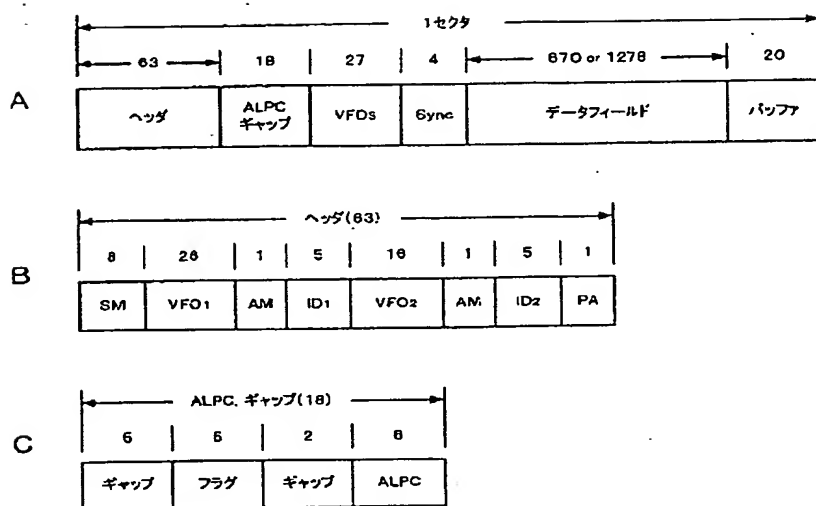 1セクタ
63 18 27 4 670 or 1278 20
A
ヘッダ ALPC ギャップ VFOs Sync データフィールド バッファ
ヘッダ(63)
8 26 1 5 16 1 5 1
B
SM VFO1 AM ID1 VFO2 AM ID2 PA
ALPC、ギャップ(18)
5 5 2 6
C
ギャップ フラグ ギャップ ALPC